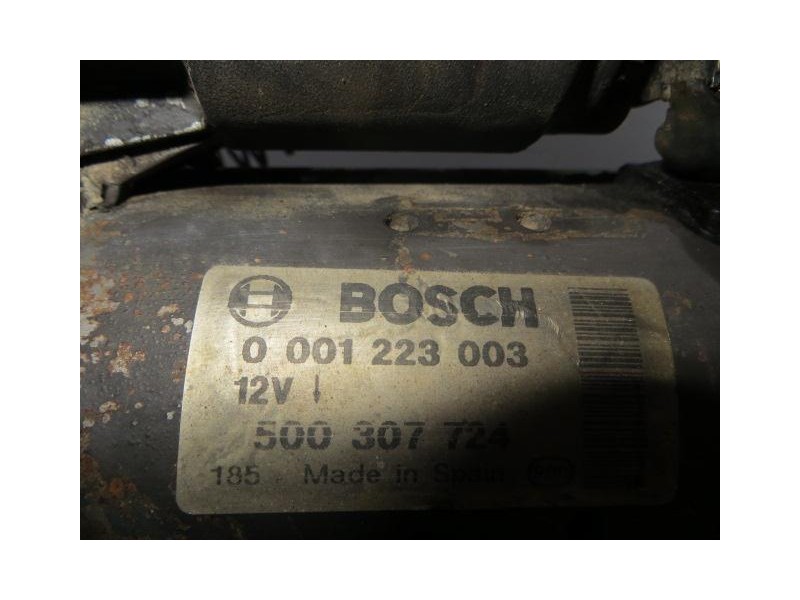 BOSCH
0 001 223 003
12V ↓
500 307 724
185 Made in Spain